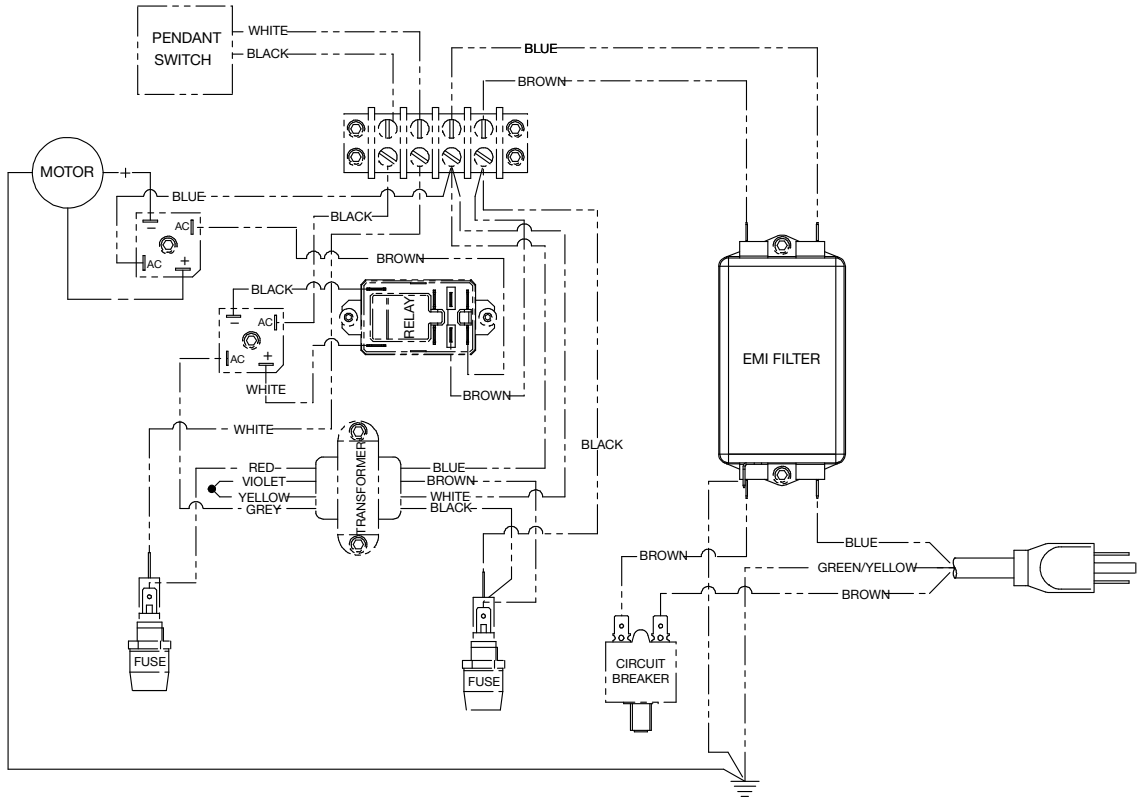 PENDANT
SWITCH
WHITE
BLACK
BLUE
BROWN
MOTOR
+
BLUE
BLACK
AC
AC
+
BROWN
BLACK
AC
AC
+
WHITE
RELAY
BROWN
EMI FILTER
WHITE
BLACK
RED
VIOLET
YELLOW
GREY
TRANSFORMER
BLUE
BROWN
WHITE
BLACK
BROWN
BLUE
GREEN/YELLOW
BROWN
FUSE
FUSE
CIRCUIT
BREAKER